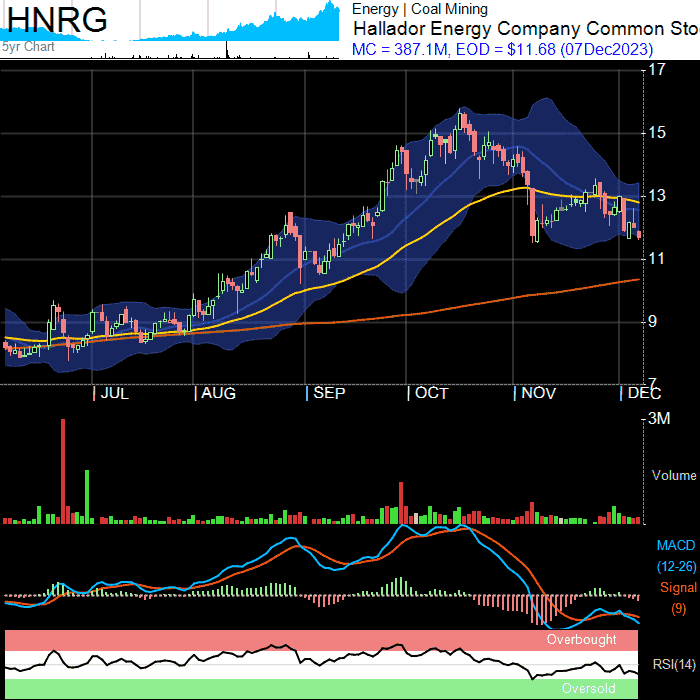 HNRG
5yr Chart
Energy | Coal Mining
Hallador Energy Company Common Sto
MC = 387.1M, EOD = $11.68 (07Dec2023)
17
15
13
11
9
7
JUL AUG SEP OCT NOV DEC
3M
Volume
MACD
(12-26)
Signal
(9)
Overbought
RSI(14)
Oversold